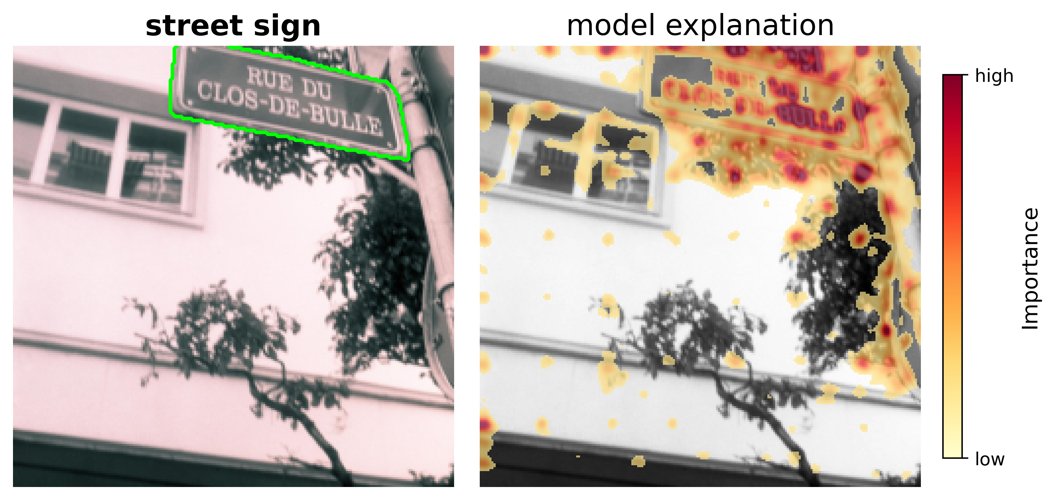 street sign
model explanation
RUE DU
CLOS-DE-BULLE
high
low
Importance